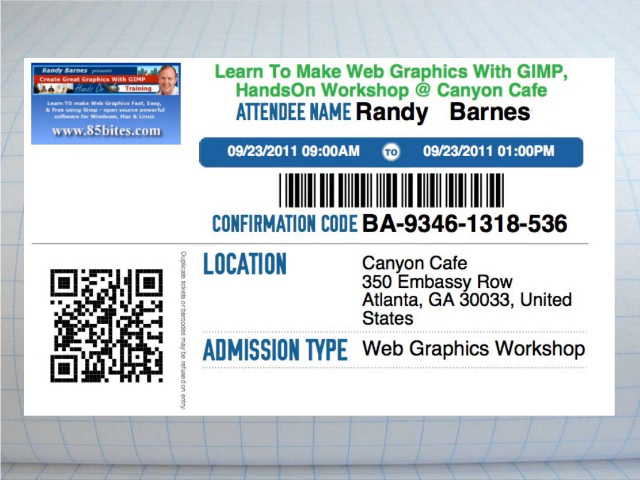 Randy Barnes presents
Create Great Graphics With GIMP
Hands On Training
Learn TO make Web Graphics Fast, Easy,
& Free using Gimp - open source powerful
software for Windows, Mac & Linux
www.85bites.com
Learn To Make Web Graphics With GIMP,
HandsOn Workshop @ Canyon Cafe
ATTENDEE NAME Randy Barnes
09/23/2011 09:00AM TO 09/23/2011 01:00PM
CONFIRMATION CODE BA-9346-1318-536
Duplicate tickets or barcodes may be refused on entry.
LOCATION Canyon Cafe
350 Embassy Row
Atlanta, GA 30033, United
States
ADMISSION TYPE Web Graphics Workshop